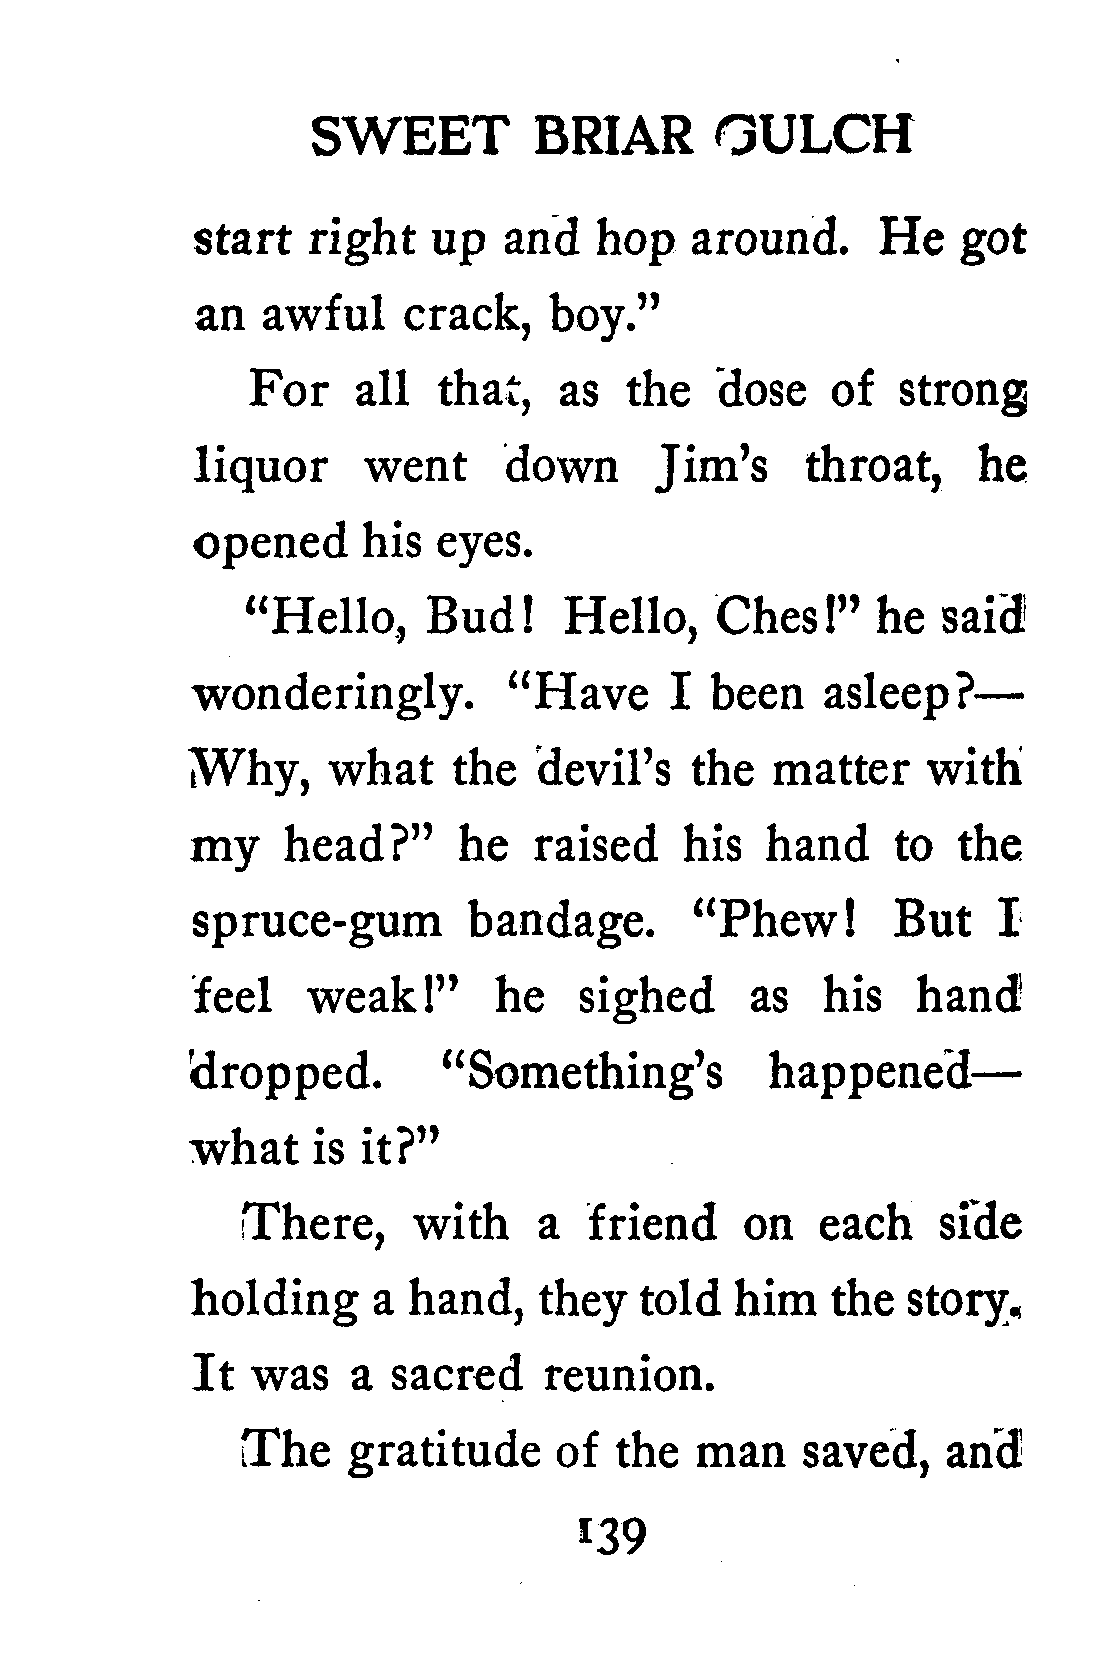 SWEET BRIAR GULCH
start right up and hop around. He got
an awful crack, boy.”
For all that, as the dose of strong
liquor went down Jim’s throat, he
opened his eyes.
“Hello, Bud! Hello, Ches!” he said
wonderingly. “Have I been asleep?—
Why, what the devil’s the matter with
my head?” he raised his hand to the
spruce-gum bandage. “Phew! But I
feel weak!” he sighed as his hand
dropped. “Something’s happened—
what is it?”
There, with a friend on each side
holding a hand, they told him the story.
It was a sacred reunion.
The gratitude of the man saved, and
139